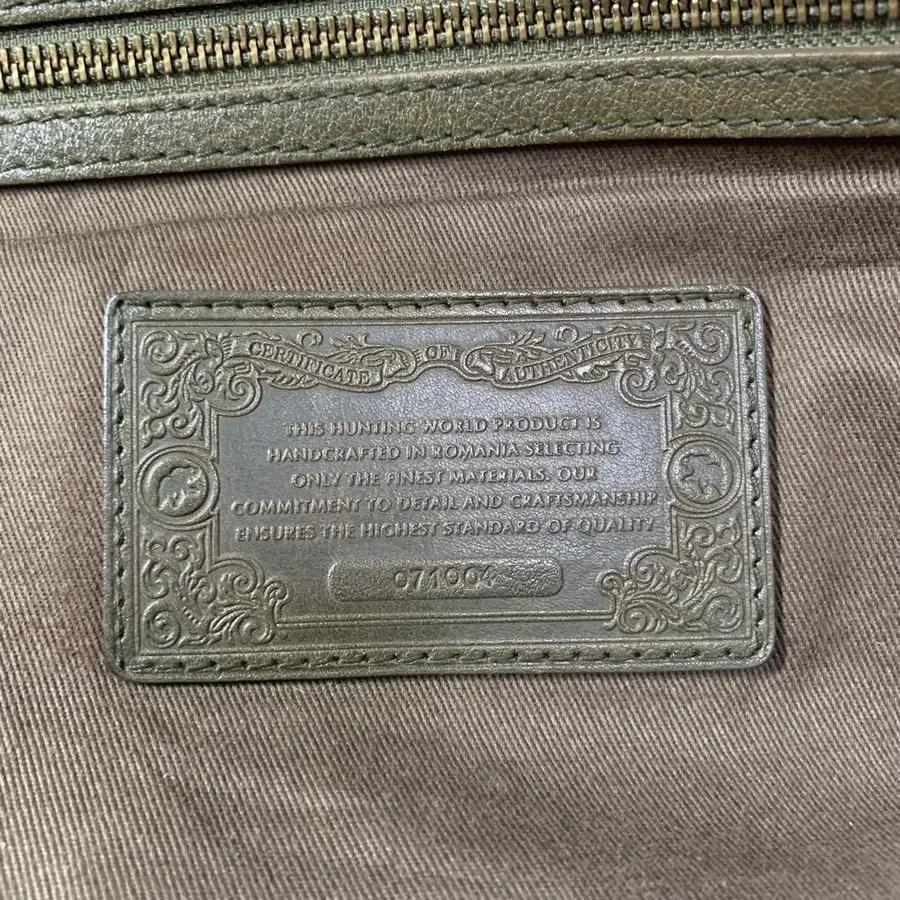 CERTIFICATE OF AUTHENTICITY
THIS HUNTING WORLD PRODUCT IS
HANDCRAFTED IN ROMANIA SELECTING
ONLY THE FINEST MATERIALS. OUR
COMMITMENT TO DETAIL AND CRAFTSMANSHIP
ENSURES THE HIGHEST STANDARD OF QUALITY
071004